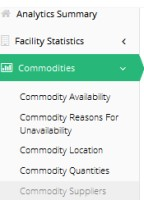 Analytics Summary
Facility Statistics
Commodities
Commodity Availability
Commodity Reasons For
Unavailability
Commodity Location
Commodity Quantities
Commodity Suppliers